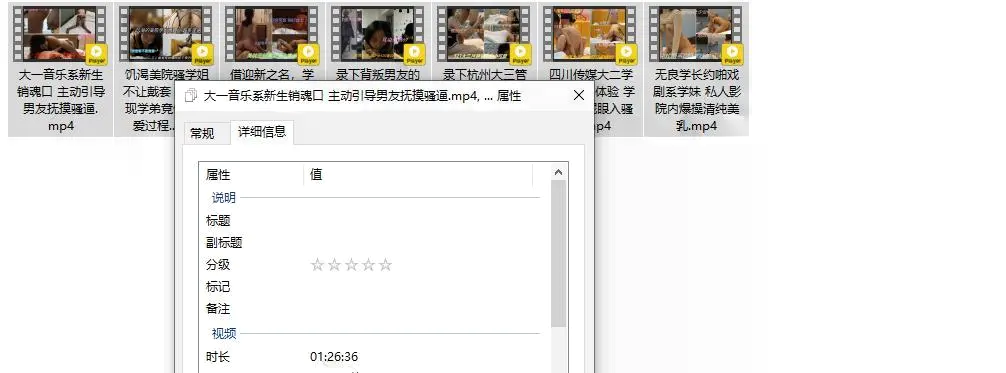 大一音乐系新生
销魂口 主动引导
男友抚摸骚逼.
mp4
饥渴美院骚学姐
不让戴套
现学弟竟
爱过程..
借迎新之名，学
录下背叛男友的
录下杭州大三管
四川传媒大二学
体验 学
眼入骚
p4
无良学长约啪戏
剧系学妹 私人影
院内爆操清纯美
乳.mp4
大一音乐系新生销魂口 主动引导男友抚摸骚逼.mp4, ... 属性
常规
详细信息
属性
值
说明
标题
副标题
分级
标记
备注
视频
时长
01:26:36